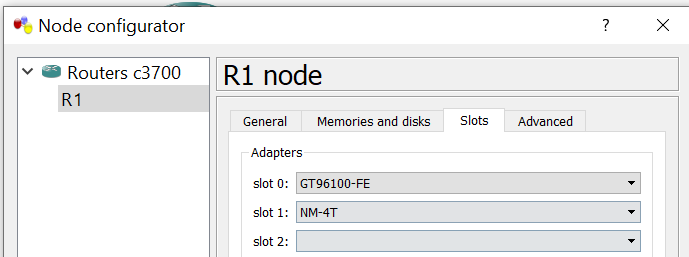 Node configurator
Routers c3700
R1
R1 node
General Memories and disks Slots Advanced
Adapters
slot 0: GT96100-FE
slot 1: NM-4T
slot 2: